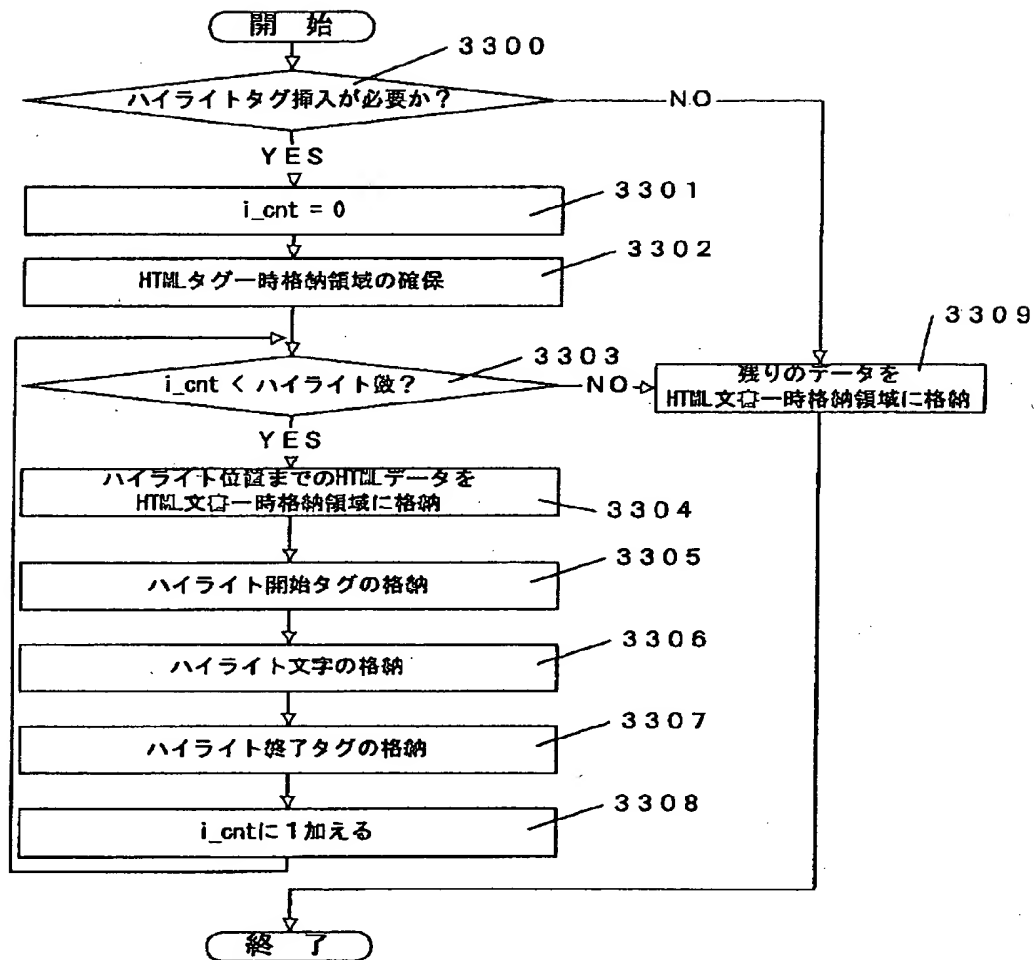 開 始
3300
ハイライトタグ挿入が必要か？
NO
YES
3301
i_cnt = 0
3302
HTMLタグ一時格納領域の確保
3303
i_cnt < ハイライト数？
NO
3309
残りのデータを
HTML文書一時格納領域に格納
YES
ハイライト位置までのHTMLデータを
HTML文書一時格納領域に格納
3304
3305
ハイライト開始タグの格納
3306
ハイライト文字の格納
3307
ハイライト終了タグの格納
3308
i_cntに1加える
終 了